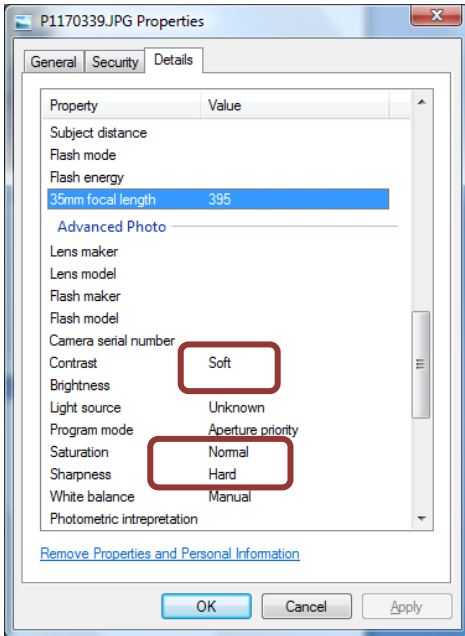 P1170339.JPG Properties
General Security Details
Property Value
Subject distance
Flash mode
Flash energy
35mm focal length 395
Advanced Photo
Lens maker
Lens model
Flash maker
Flash model
Camera serial number
Contrast Soft
Brightness
Light source Unknown
Program mode Aperture priority
Saturation Normal
Sharpness Hard
White balance Manual
Photometric intrepretation
Remove Properties and Personal Information
OK Cancel Apply